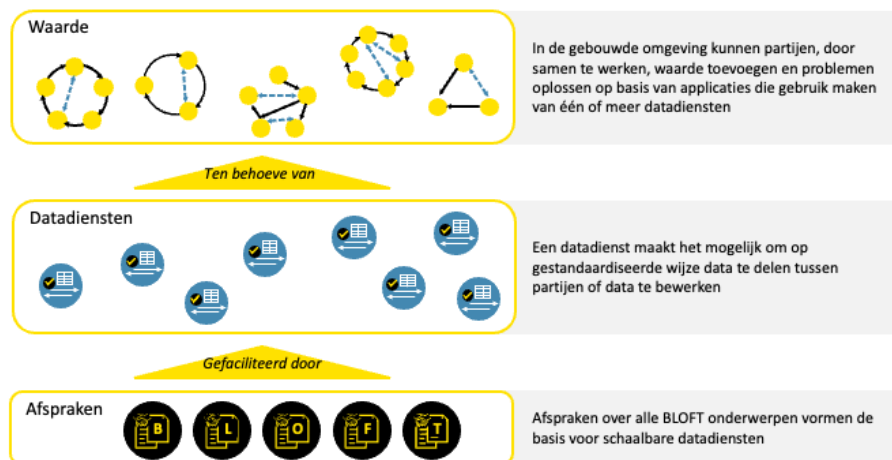 Waarde
In de gebouwde omgeving kunnen partijen, door
samen te werken, waarde toevoegen en problemen
oplossen op basis van applicaties die gebruik maken
van één of meer datadiensten
Ten behoeve van
Datadiensten
Een datadienst maakt het mogelijk om op
gestandaardiseerde wijze data te delen tussen
partijen of data te bewerken
Gefaciliteerd door
Afspraken
B L O F T
Afspraken over alle BLOFT onderwerpen vormen de
basis voor schaalbare datadiensten